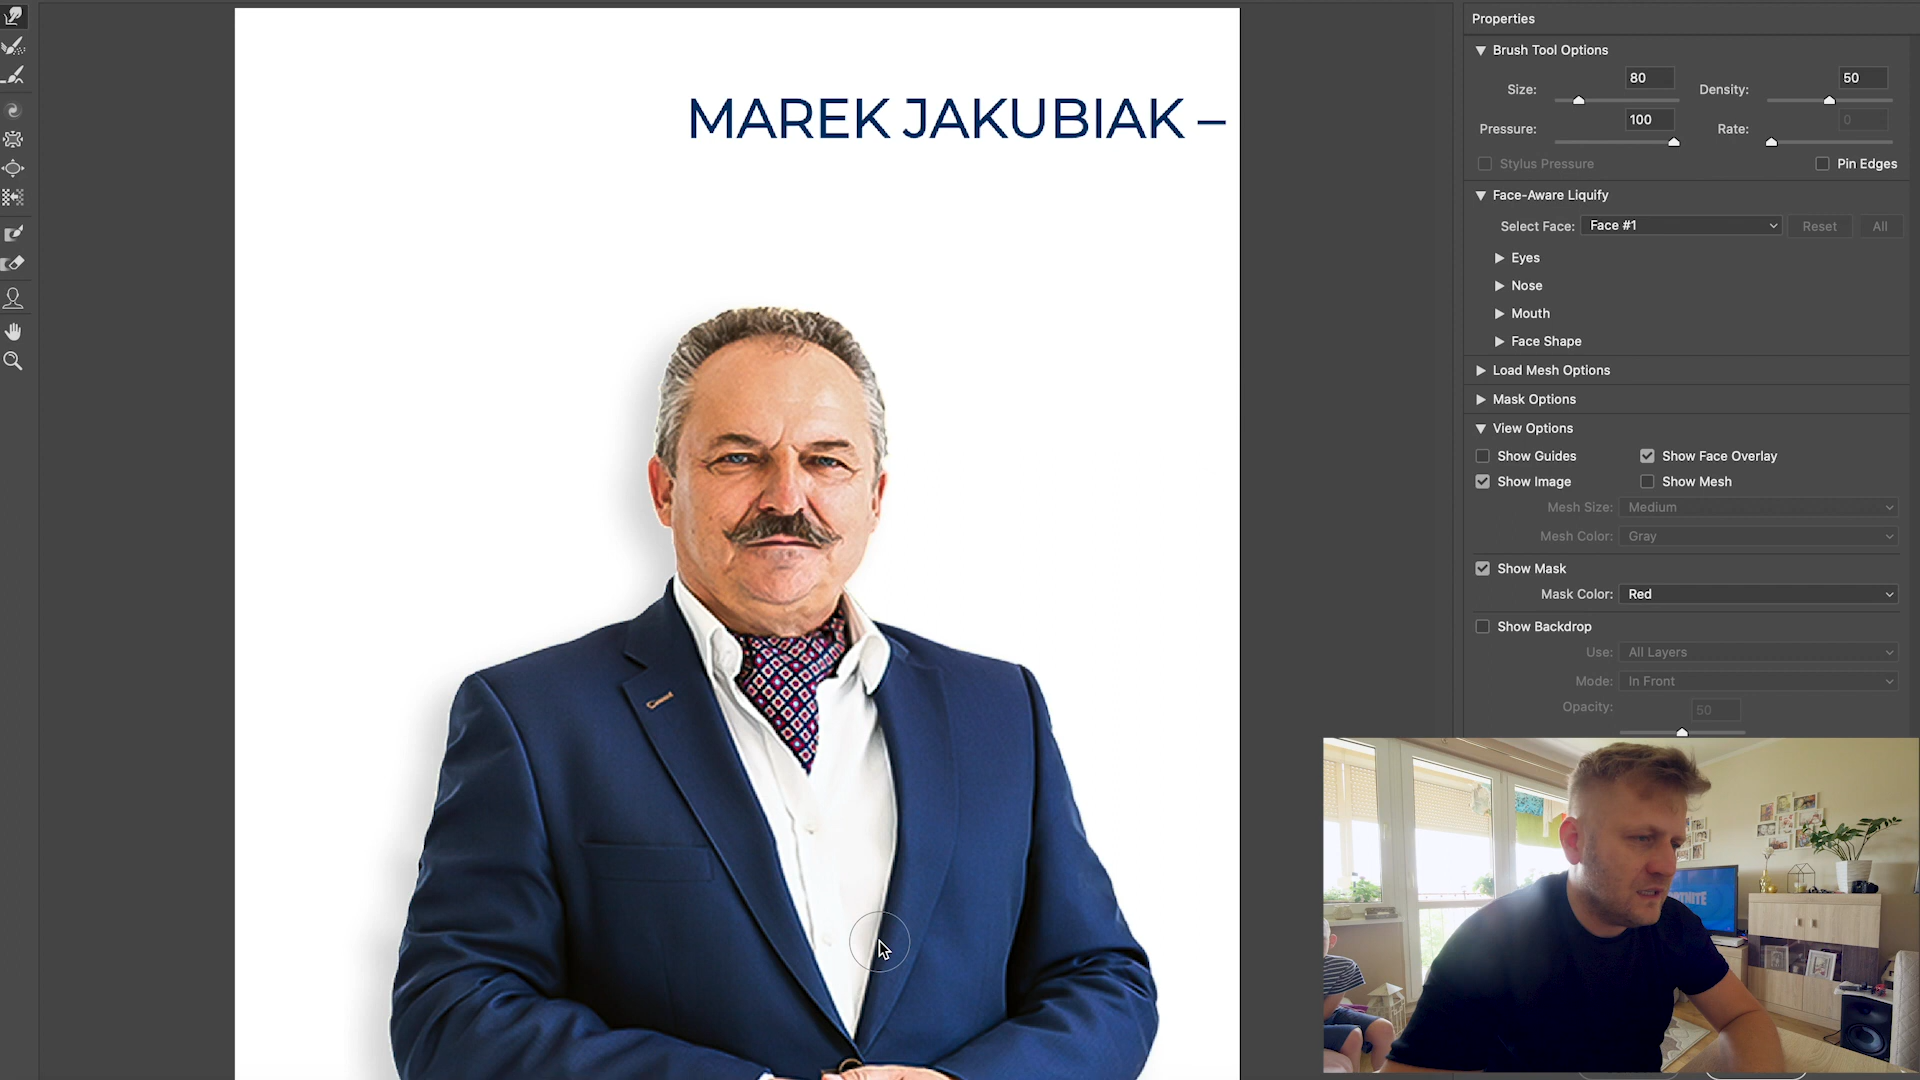 Properties
Brush Tool Options
Size: 80 Density: 50
Pressure: 100 Rate: 0
Stylus Pressure Pin Edges
Face-Aware Liquify
Select Face: Face #1 Reset All
Eyes
Nose
Mouth
Face Shape
Load Mesh Options
Mask Options
View Options
Show Guides Show Face Overlay
Show Image Show Mesh
Mesh Size: Medium
Mesh Color: Gray
Show Mask
Mask Color: Red
Show Backdrop
Use: All Layers
Mode: In Front
Opacity: 50
MAREK JAKUBIAK –